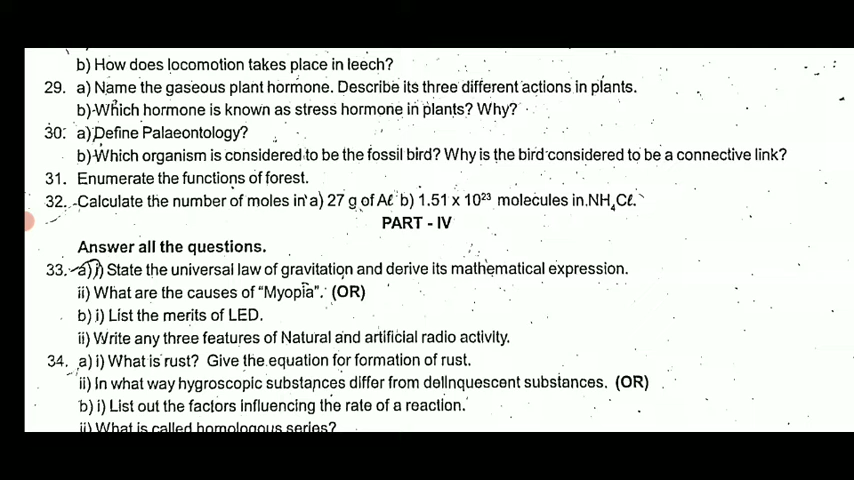 b) How does locomotion takes place in leech?
29. a) Name the gaseous plant hormone. Describe its three different actions in plants.
b) Which hormone is known as stress hormone in plants? Why?
30. a) Define Palaeontology?
b) Which organism is considered to be the fossil bird? Why is the bird considered to be a connective link?
31. Enumerate the functions of forest.
32. Calculate the number of moles in a) 27 g of Aℓ b) 1.51 x 10²³ molecules in NH₄Cℓ.
PART - IV
Answer all the questions.
33. a) i) State the universal law of gravitation and derive its mathematical expression.
ii) What are the causes of “Myopia”. (OR)
b) i) List the merits of LED.
ii) Write any three features of Natural and artificial radio activity.
34. a) i) What is rust? Give the equation for formation of rust.
ii) In what way hygroscopic substances differ from delinquescent substances. (OR)
b) i) List out the factors influencing the rate of a reaction.
ii) What is called homologous series?